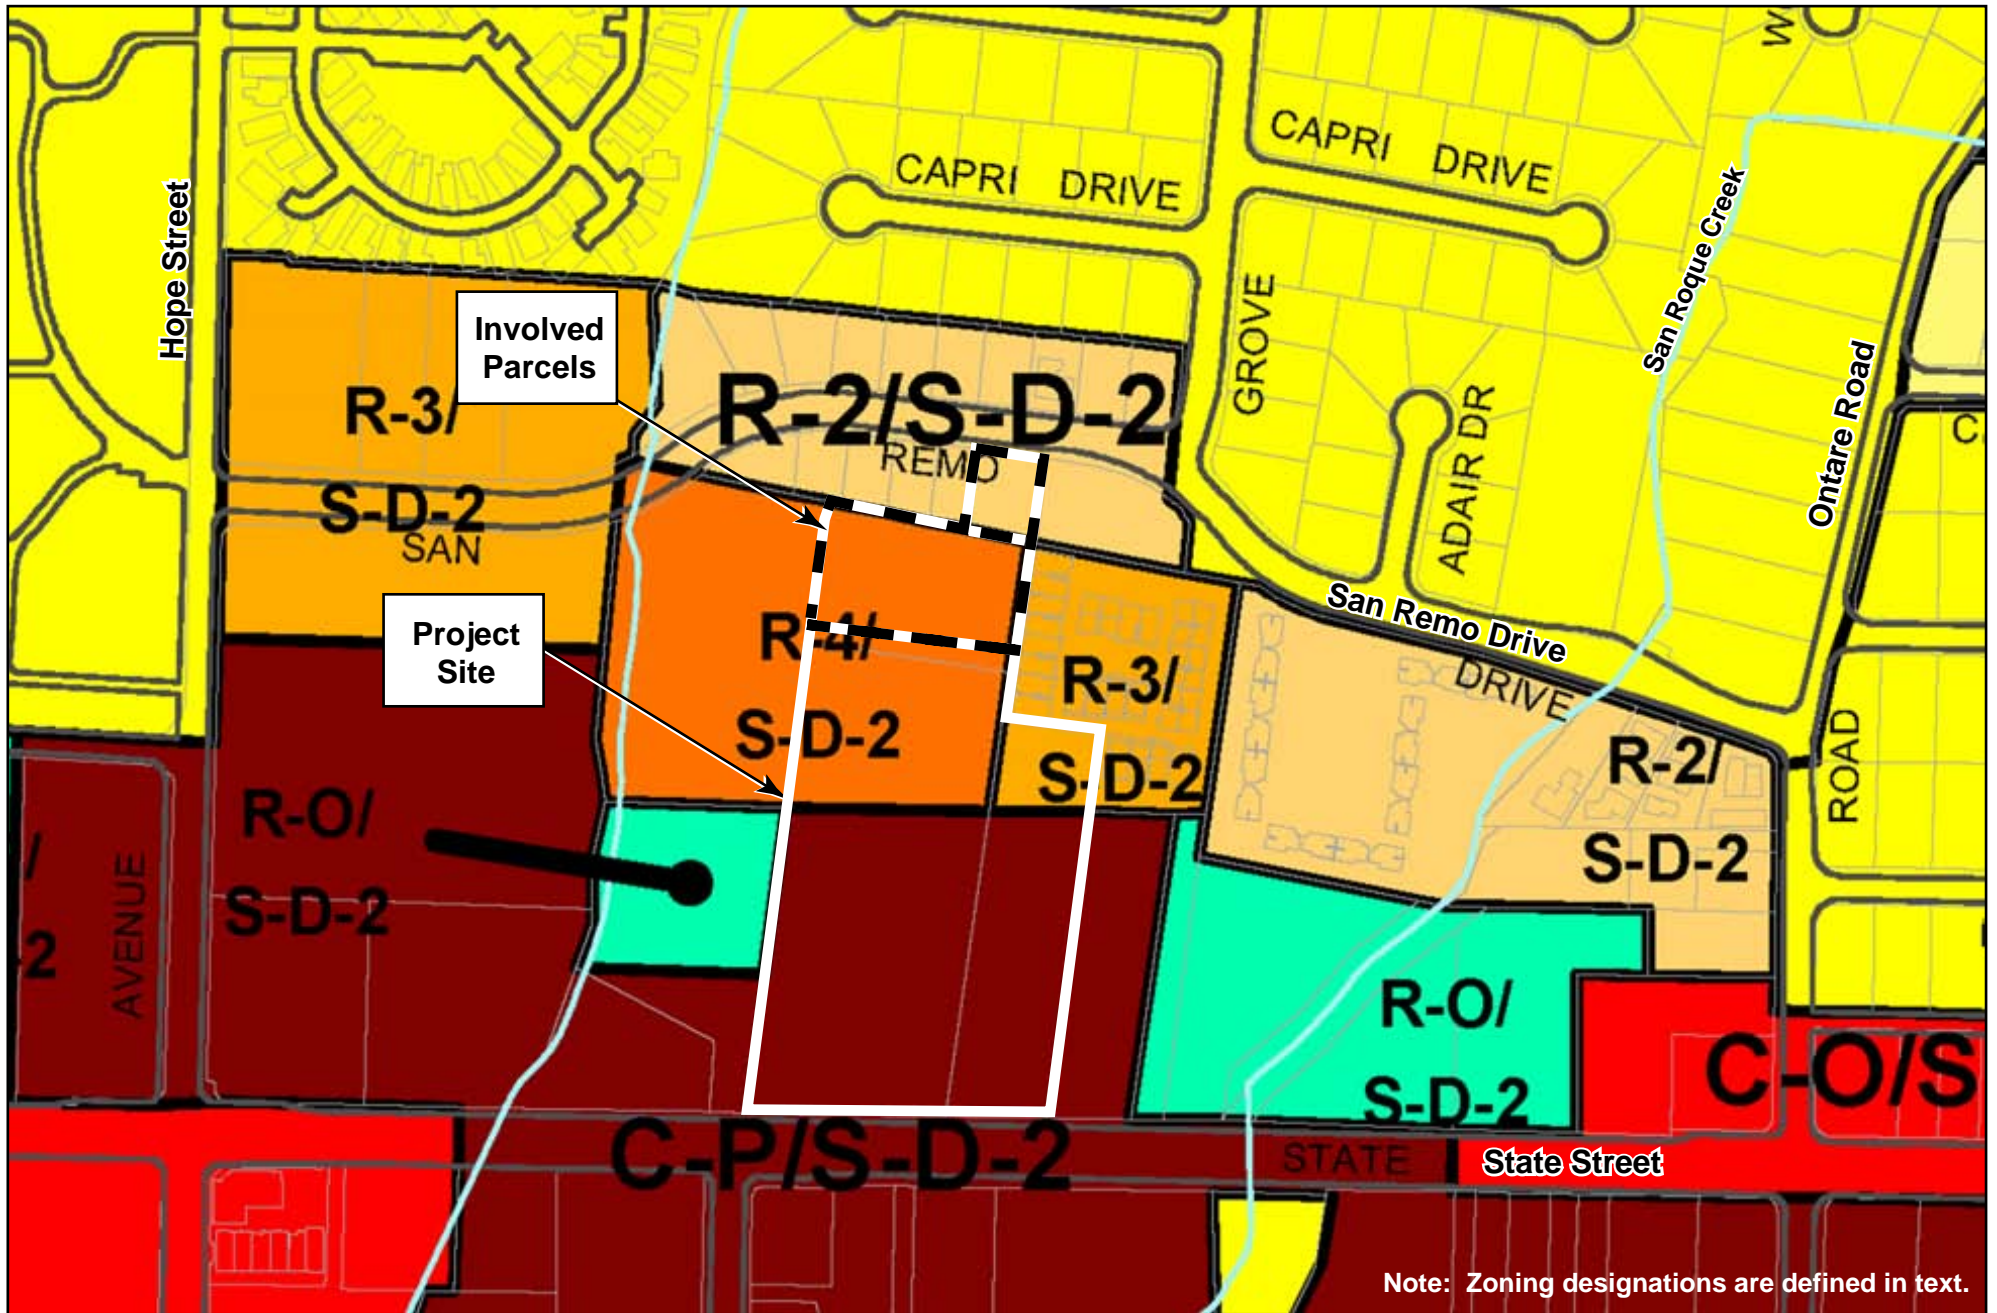 W
CAPRI DRIVE
CAPRI DRIVE
Hope Street
San Roque Creek
GROVE
Involved
Parcels
R-3/
S-D-2
SAN
R-2/S-D-2
REMO
ADAIR DR
Ontare Road
C
San Remo Drive
DRIVE
Project
Site
R-4/
S-D-2
R-3/
S-D-2
R-2/
S-D-2
ROAD
R-O/
S-D-2
AVENUE
/
2
R-O/
S-D-2
C-O/S
C-P/S-D-2
STATE
State Street
Note: Zoning designations are defined in text.